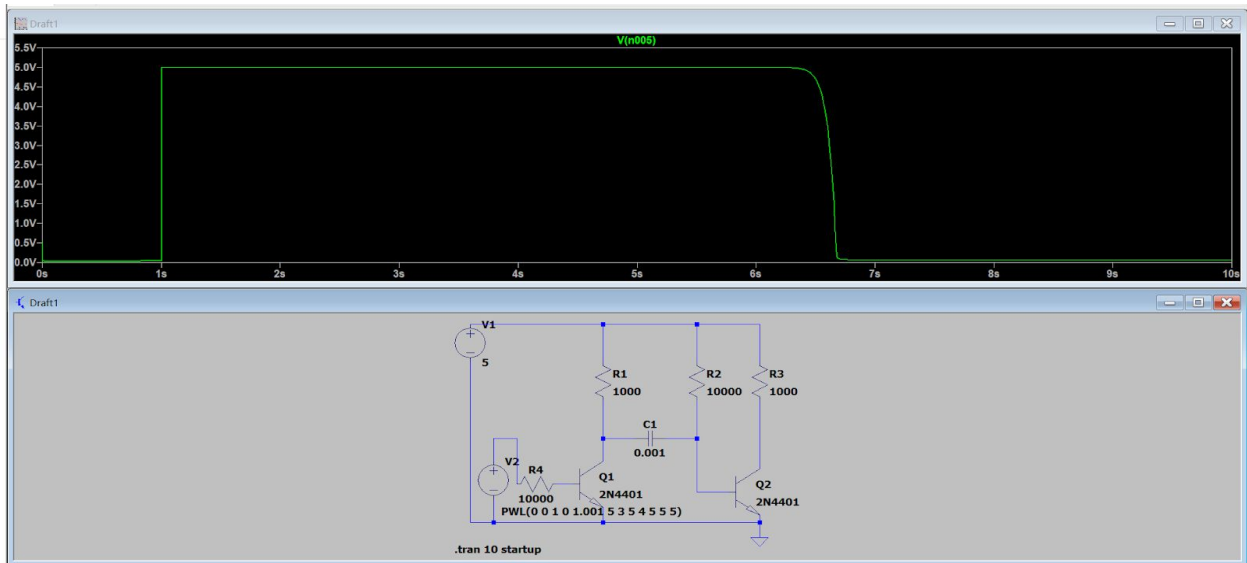 Draft1
V(n005)
5.5V
5.0V
4.5V
4.0V
3.5V
3.0V
2.5V
2.0V
1.5V
1.0V
0.5V
0.0V
0s 1s 2s 3s 4s 5s 6s 7s 8s 9s 10s
Draft1
V1
5
R1
1000
R2
10000
R3
1000
C1
0.001
V2
R4
10000
Q1
2N4401
Q2
2N4401
PWL(0 0 1 0 1.001 5 3 5 4 5 5 5)
.tran 10 startup